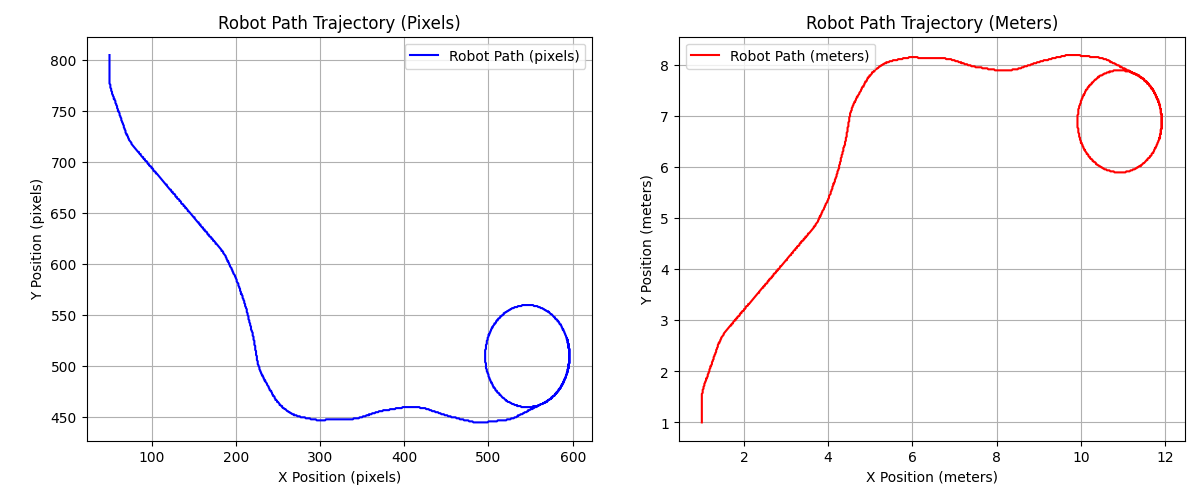 Robot Path Trajectory (Pixels)
Robot Path (pixels)
800
750
700
650
600
550
500
450
Y Position (pixels)
100 200 300 400 500 600
X Position (pixels)
Robot Path Trajectory (Meters)
Robot Path (meters)
8
7
6
5
4
3
2
1
Y Position (meters)
2 4 6 8 10 12
X Position (meters)